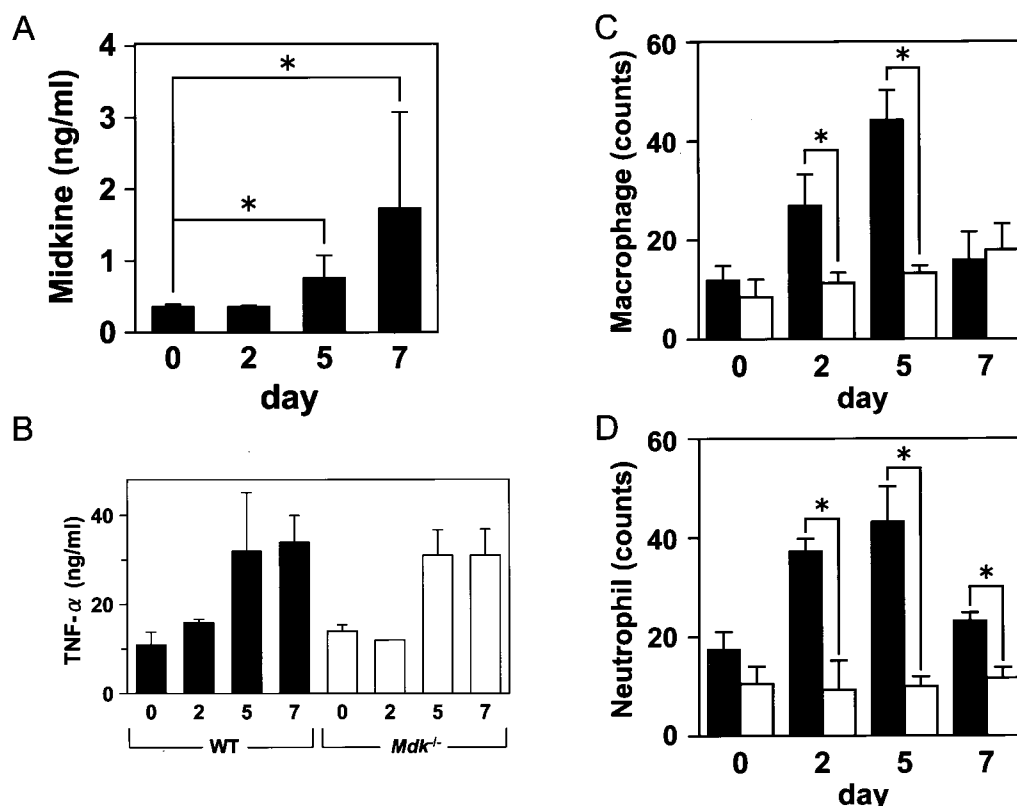 A
Midkine (ng/ml)
4
3
2
1
0
*
*
0 2 5 7
day
B
TNF-α (ng/ml)
40
20
0
0 2 5 7 0 2 5 7
WT Mdk-/-
C
Macrophage (counts)
60
40
20
0
*
*
0 2 5 7
day
D
Neutrophil (counts)
60
40
20
0
*
*
*
0 2 5 7
day